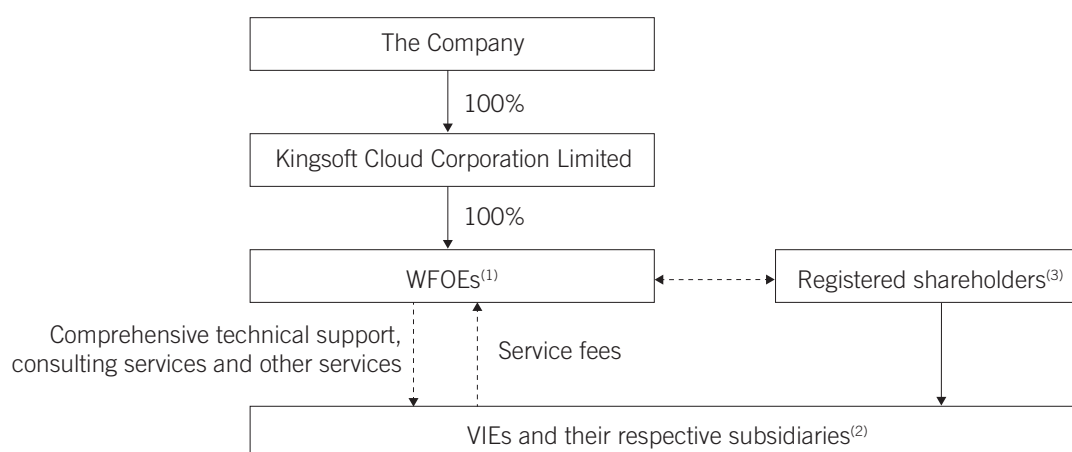 The Company
100%
Kingsoft Cloud Corporation Limited
100%
WFOEs(1)
Registered shareholders(3)
Comprehensive technical support,
consulting services and other services
Service fees
VIEs and their respective subsidiaries(2)